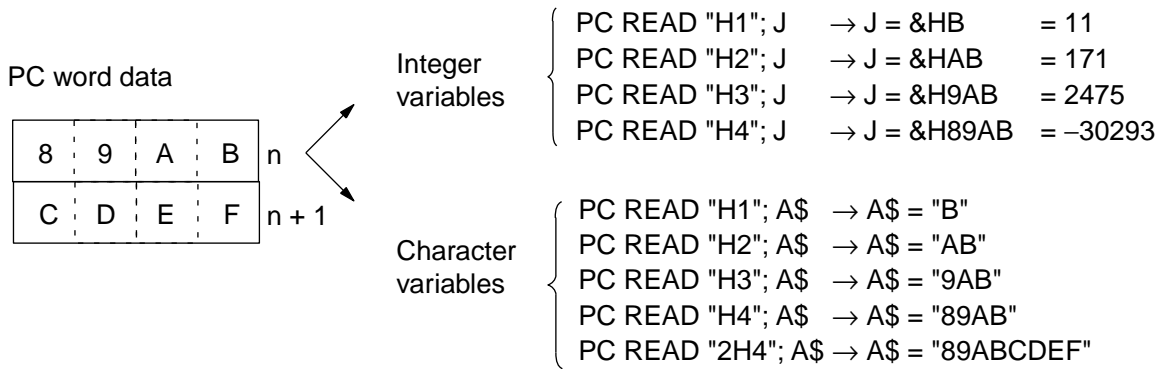 PC word data
8 9 A B n
C D E F n + 1
Integer
variables
PC READ "H1"; J → J = &HB = 11
PC READ "H2"; J → J = &HAB = 171
PC READ "H3"; J → J = &H9AB = 2475
PC READ "H4"; J → J = &H89AB = −30293
Character
variables
PC READ "H1"; A$ → A$ = "B"
PC READ "H2"; A$ → A$ = "AB"
PC READ "H3"; A$ → A$ = "9AB"
PC READ "H4"; A$ → A$ = "89AB"
PC READ "2H4"; A$ → A$ = "89ABCDEF"